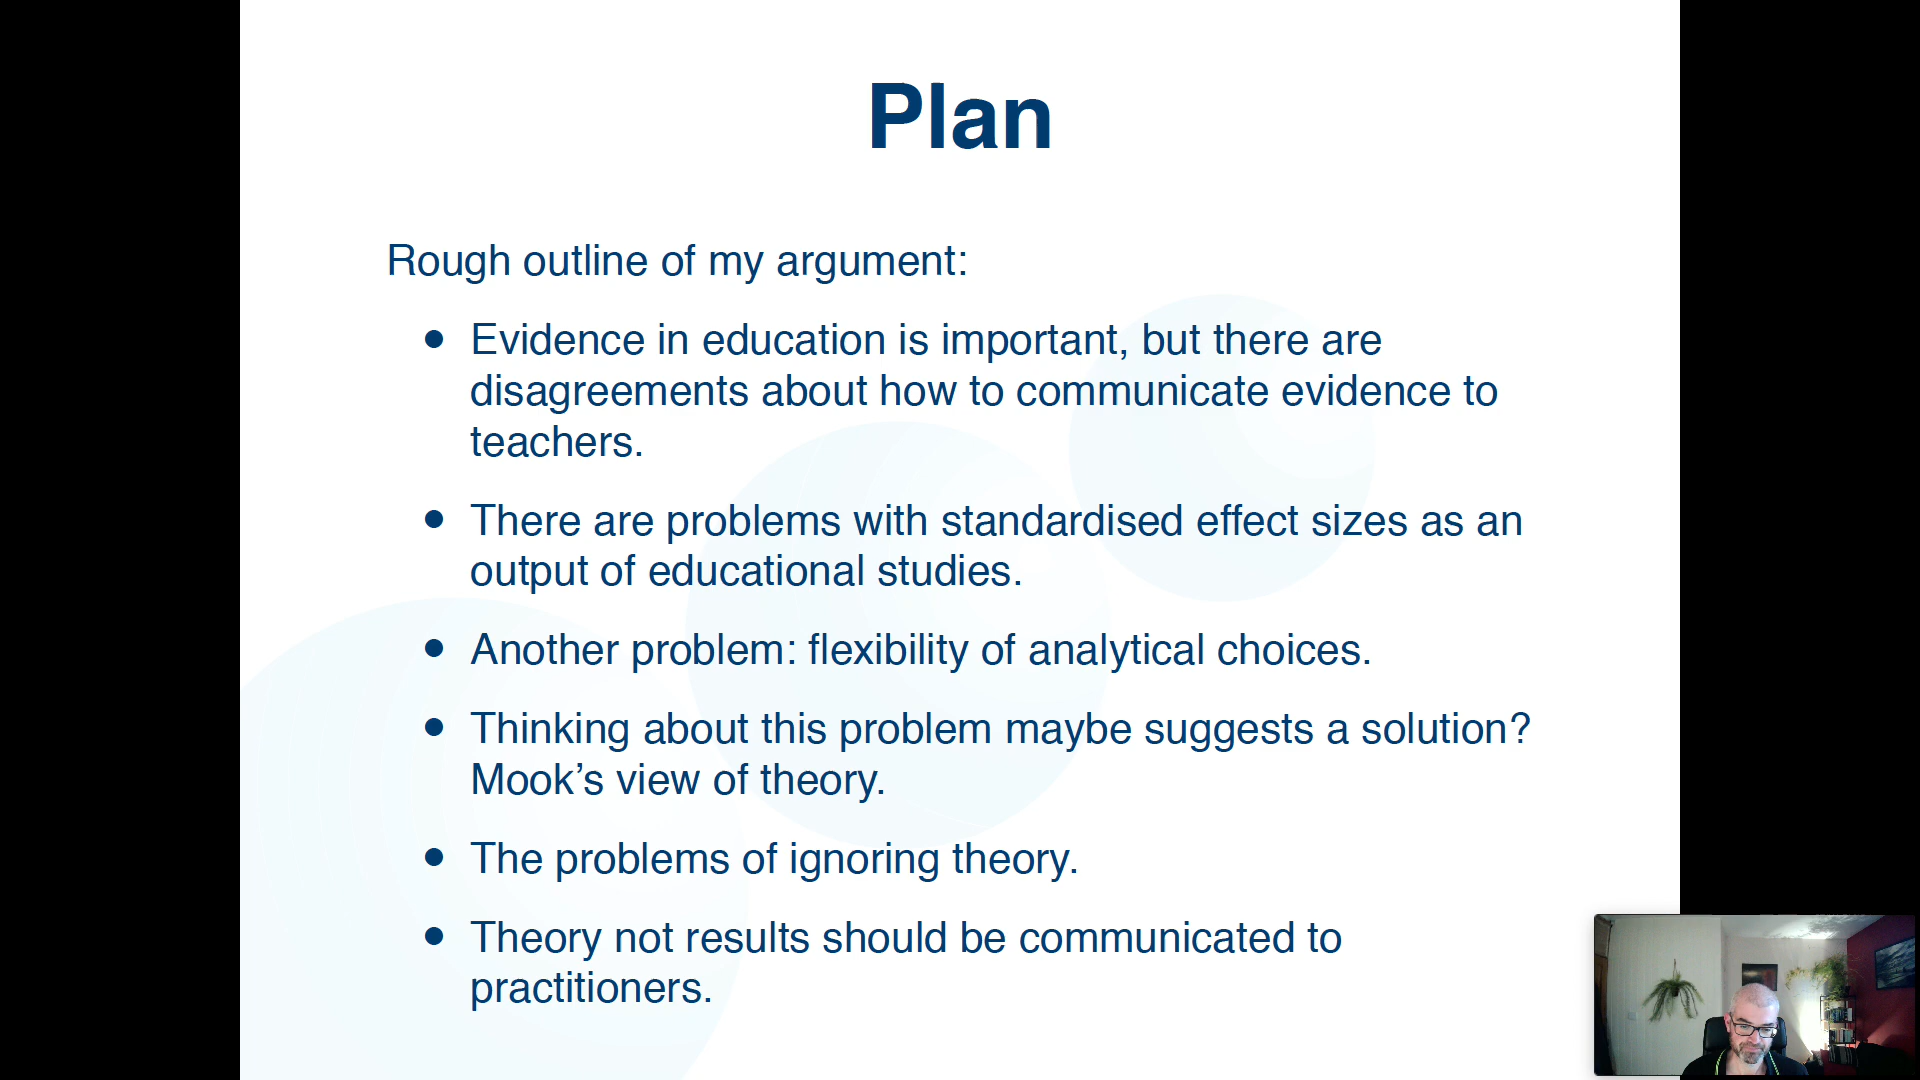 Plan
Rough outline of my argument:
• Evidence in education is important, but there are
disagreements about how to communicate evidence to
teachers.
• There are problems with standardised effect sizes as an
output of educational studies.
• Another problem: flexibility of analytical choices.
• Thinking about this problem maybe suggests a solution?
Mook’s view of theory.
• The problems of ignoring theory.
• Theory not results should be communicated to
practitioners.